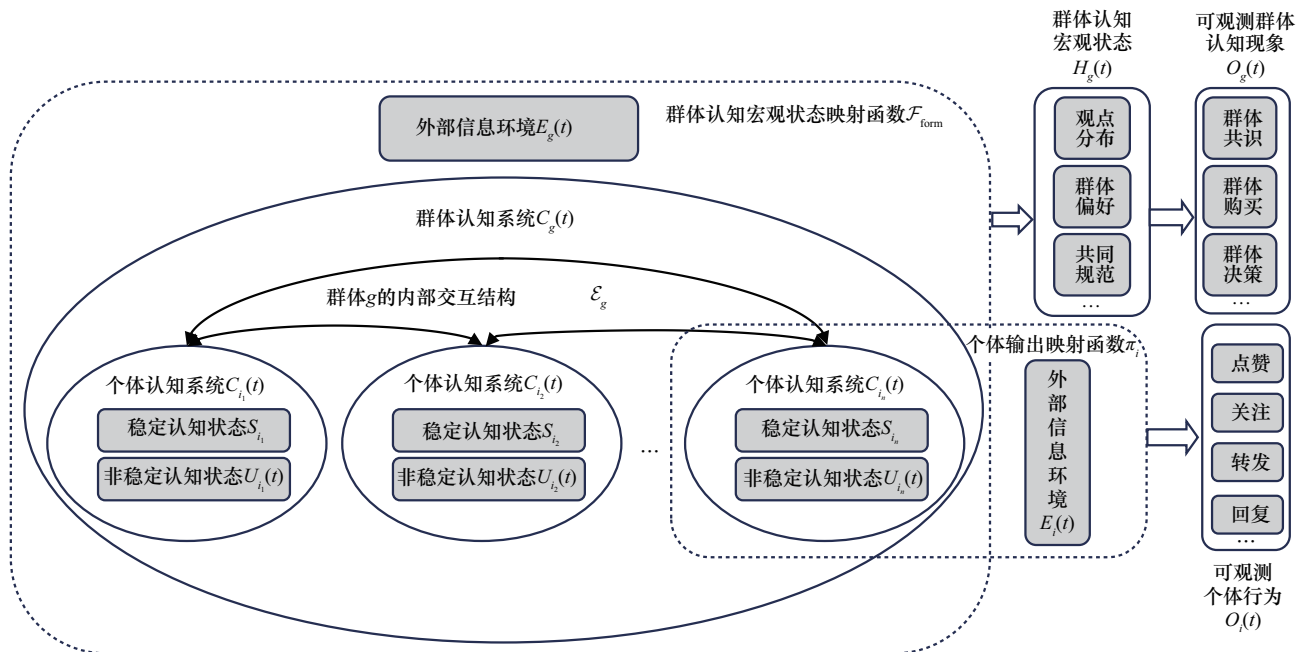 群体认知
宏观状态
H_g(t)
可观测群体
认知现象
O_g(t)
外部信息环境E_g(t)
群体认知宏观状态映射函数ℱ_form
观点
分布
群体
偏好
共同
规范
…
群体
共识
群体
购买
群体
决策
…
群体认知系统C_g(t)
群体g的内部交互结构 ℰ_g
个体认知系统C_{i_1}(t)
稳定认知状态S_{i_1}
非稳定认知状态U_{i_1}(t)
个体认知系统C_{i_2}(t)
稳定认知状态S_{i_2}
非稳定认知状态U_{i_2}(t)
…
个体认知系统C_{i_n}(t)
稳定认知状态S_{i_n}
非稳定认知状态U_{i_n}(t)
个体输出映射函数π_i
外
部
信
息
环
境
E_i(t)
点赞
关注
转发
回复
…
可观测
个体行为
O_i(t)